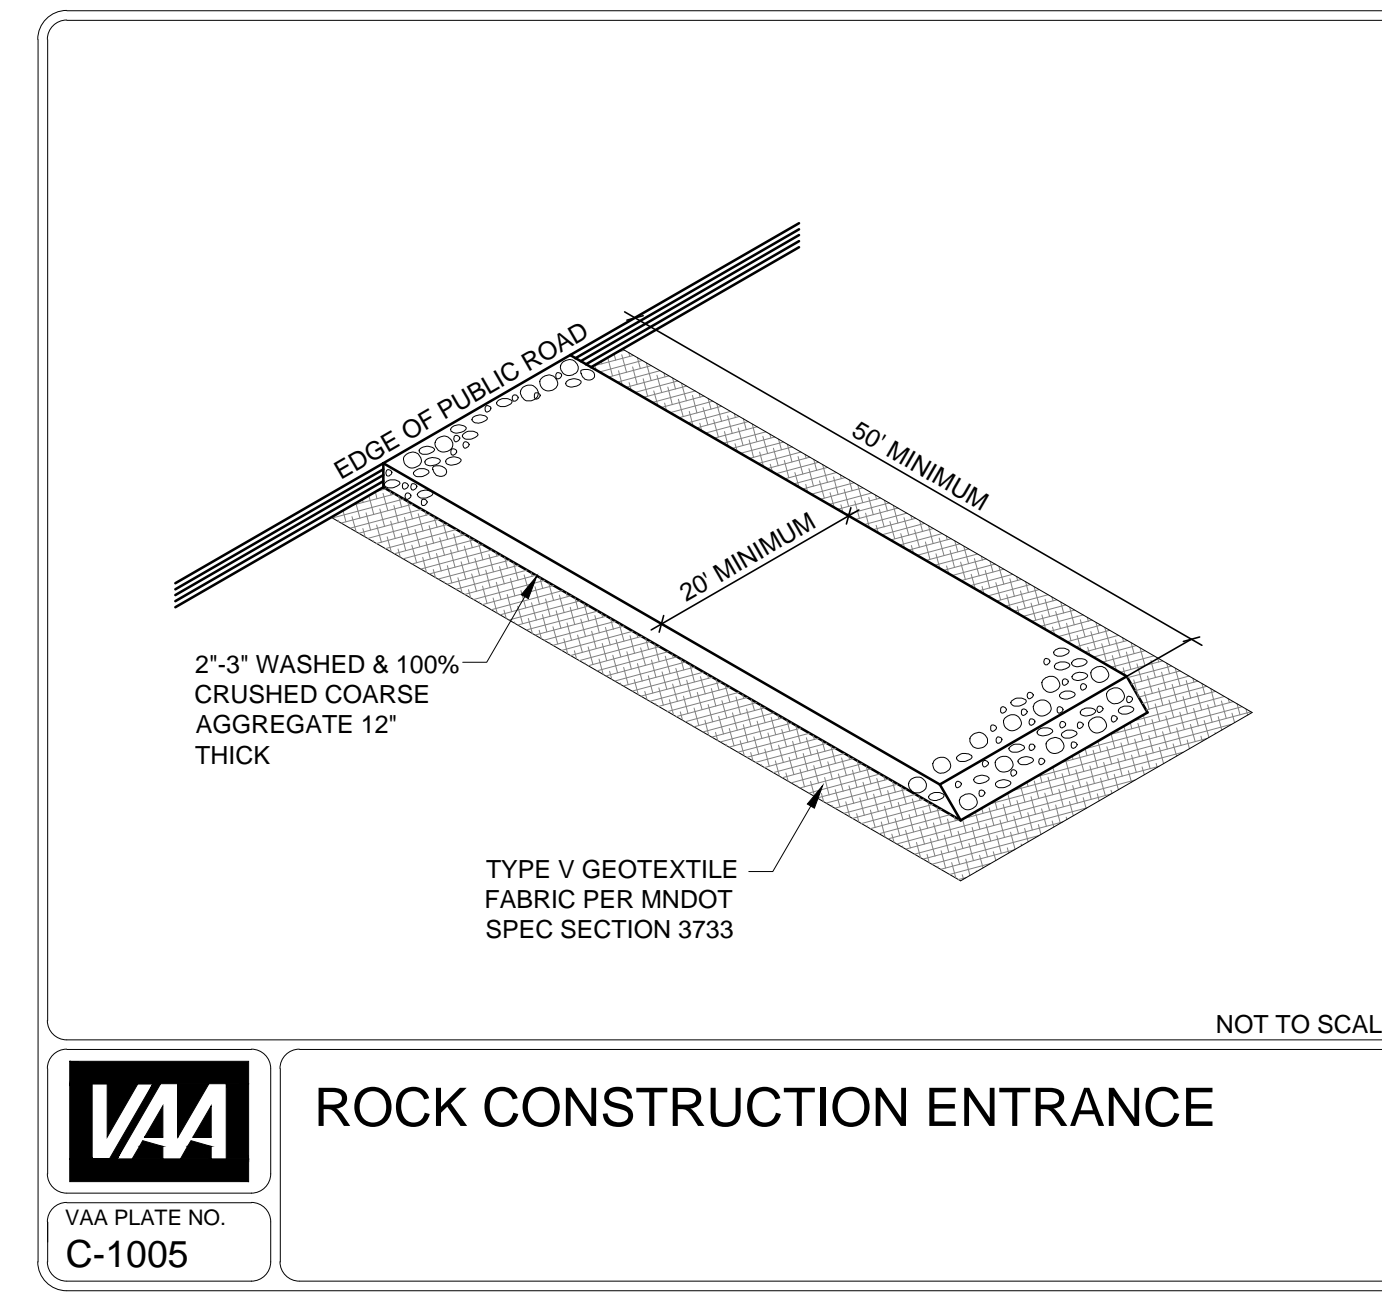 EDGE OF PUBLIC ROAD
50' MINIMUM
20' MINIMUM
2"-3" WASHED & 100%
CRUSHED COARSE
AGGREGATE 12"
THICK
TYPE V GEOTEXTILE
FABRIC PER MNDOT
SPEC SECTION 3733
NOT TO SCAL
VAA
ROCK CONSTRUCTION ENTRANCE
VAA PLATE NO.
C-1005